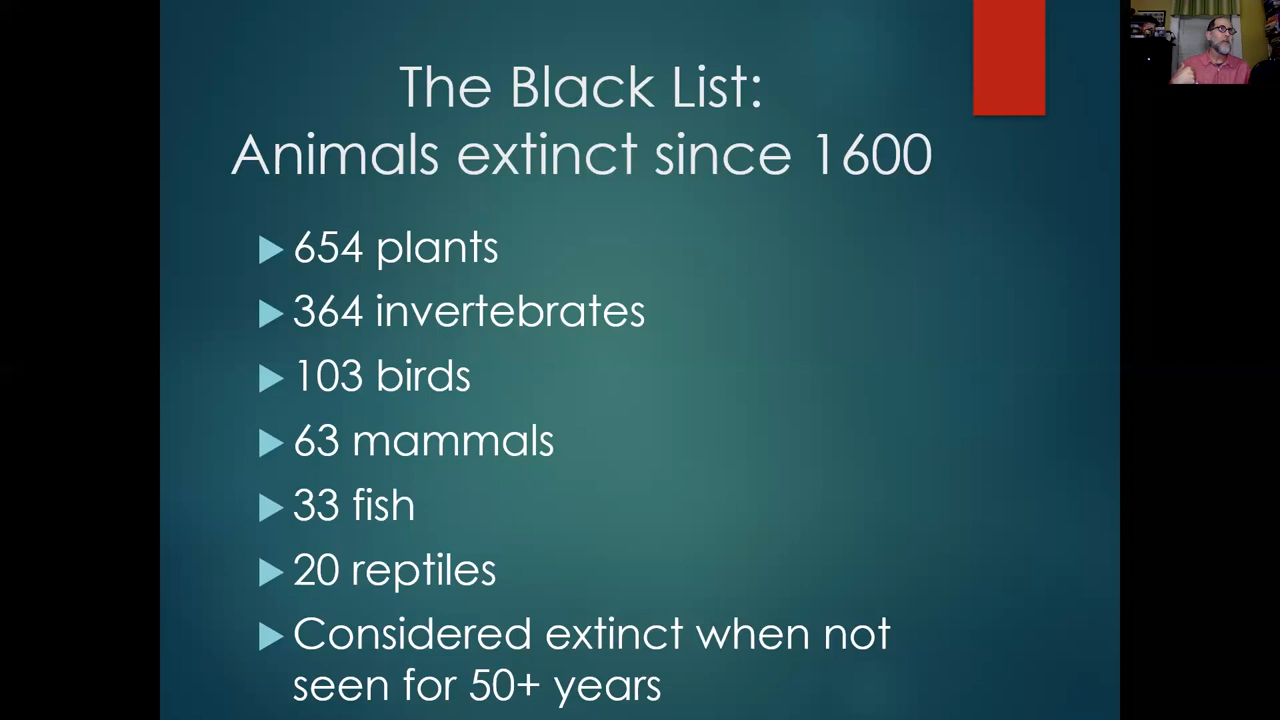 The Black List:
Animals extinct since 1600
654 plants
364 invertebrates
103 birds
63 mammals
33 fish
20 reptiles
Considered extinct when not
seen for 50+ years